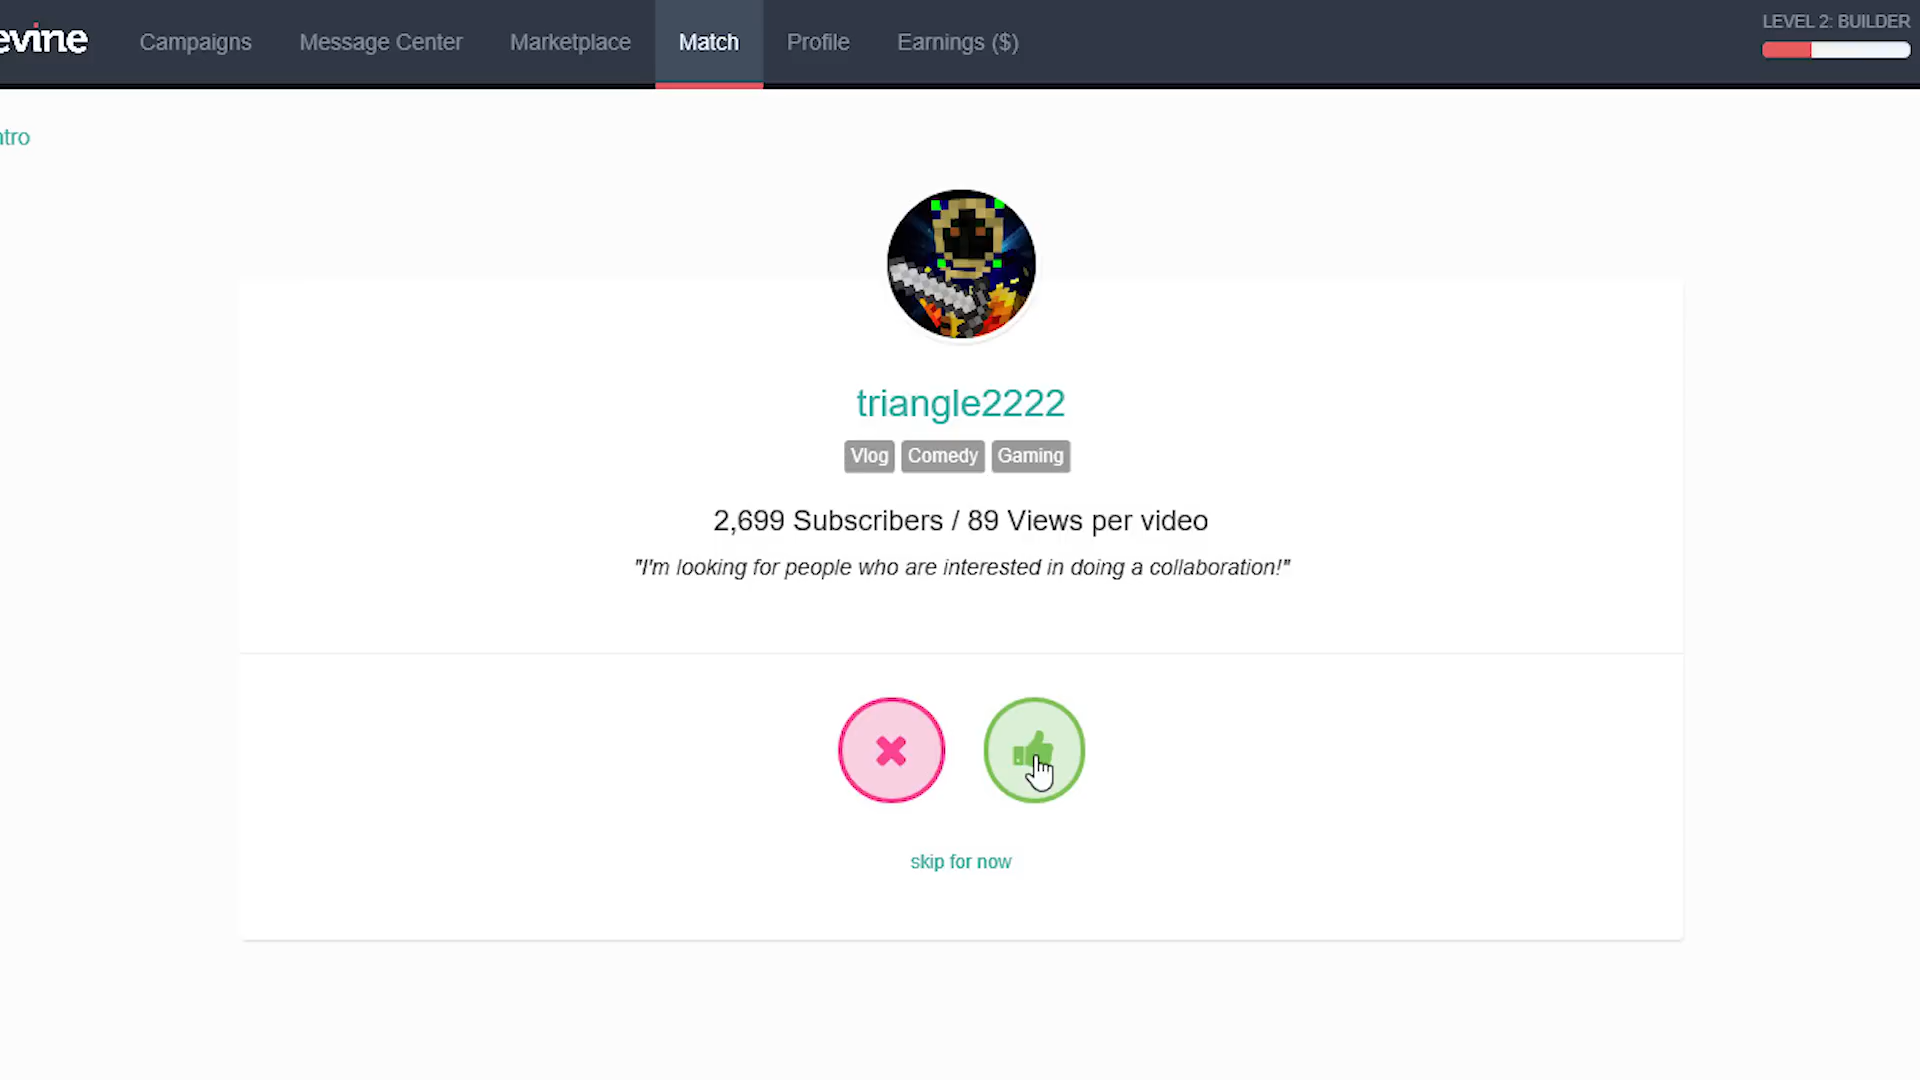 evine
Campaigns
Message Center
Marketplace
Match
Profile
Earnings ($)
LEVEL 2: BUILDER
ntro
triangle2222
Vlog Comedy Gaming
2,699 Subscribers / 89 Views per video
"I'm looking for people who are interested in doing a collaboration!"
skip for now